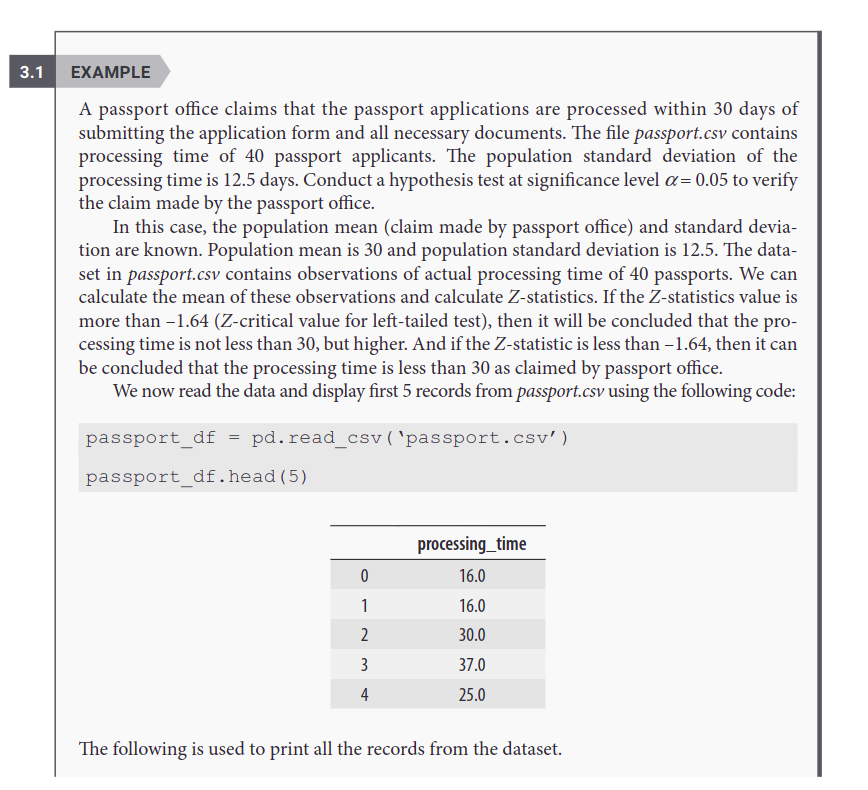 3.1 EXAMPLE
A passport office claims that the passport applications are processed within 30 days of
submitting the application form and all necessary documents. The file passport.csv contains
processing time of 40 passport applicants. The population standard deviation of the
processing time is 12.5 days. Conduct a hypothesis test at significance level α = 0.05 to verify
the claim made by the passport office.
In this case, the population mean (claim made by passport office) and standard devia-
tion are known. Population mean is 30 and population standard deviation is 12.5. The data-
set in passport.csv contains observations of actual processing time of 40 passports. We can
calculate the mean of these observations and calculate Z-statistics. If the Z-statistics value is
more than −1.64 (Z-critical value for left-tailed test), then it will be concluded that the pro-
cessing time is not less than 30, but higher. And if the Z-statistic is less than −1.64, then it can
be concluded that the processing time is less than 30 as claimed by passport office.
We now read the data and display first 5 records from passport.csv using the following code:
passport_df = pd.read_csv(‘passport.csv’)
passport_df.head(5)
processing_time
0 16.0
1 16.0
2 30.0
3 37.0
4 25.0
The following is used to print all the records from the dataset.